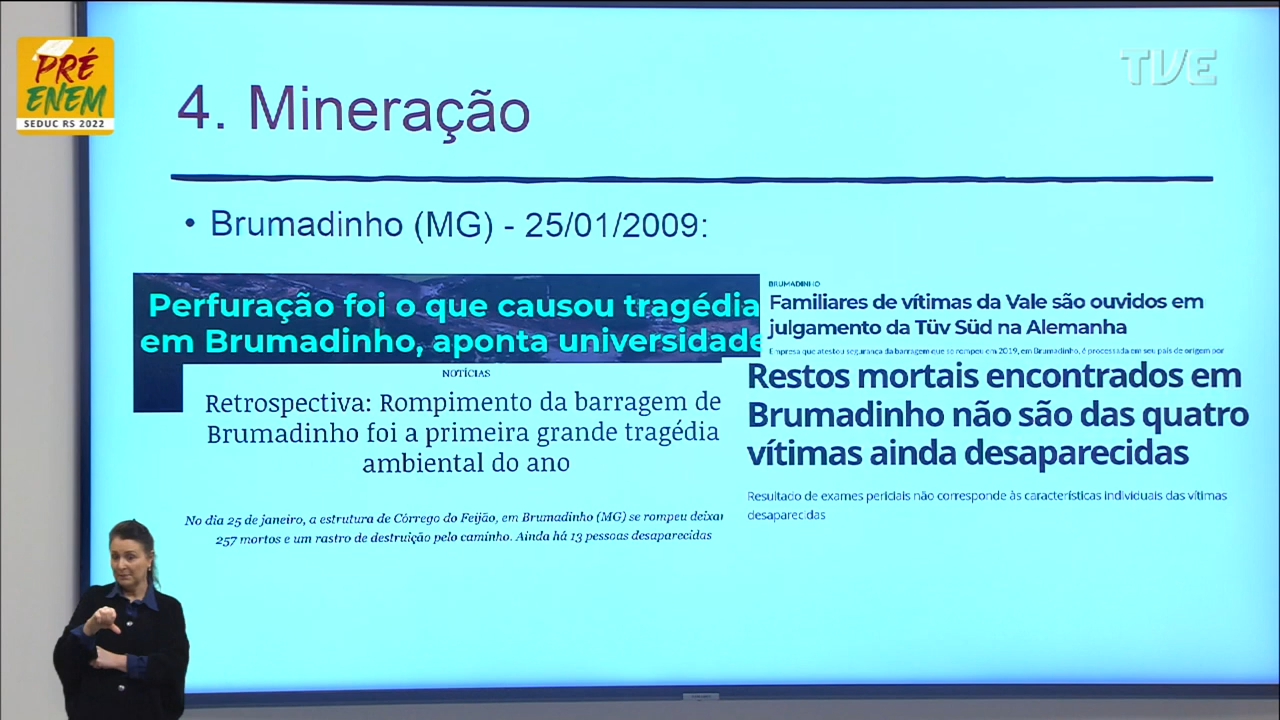 PRÉ
ENEM
SEDUC RS 2022
TVE
4. Mineração
• Brumadinho (MG) - 25/01/2009:
Perfuração foi o que causou tragédia
em Brumadinho, aponta universidade
BRUMADINHO
Familiares de vítimas da Vale são ouvidos em
julgamento da Tüv Süd na Alemanha
Empresa que atestou segurança da barragem que se rompeu em 2019, em Brumadinho, é processada em seu país de origem por
NOTÍCIAS
Retrospectiva: Rompimento da barragem de
Brumadinho foi a primeira grande tragédia
ambiental do ano
No dia 25 de janeiro, a estrutura de Córrego do Feijão, em Brumadinho (MG) se rompeu deixan
257 mortos e um rastro de destruição pelo caminho. Ainda há 13 pessoas desaparecidas
Restos mortais encontrados em
Brumadinho não são das quatro
vítimas ainda desaparecidas
Resultado de exames periciais não corresponde às características individuais das vítimas
desaparecidas